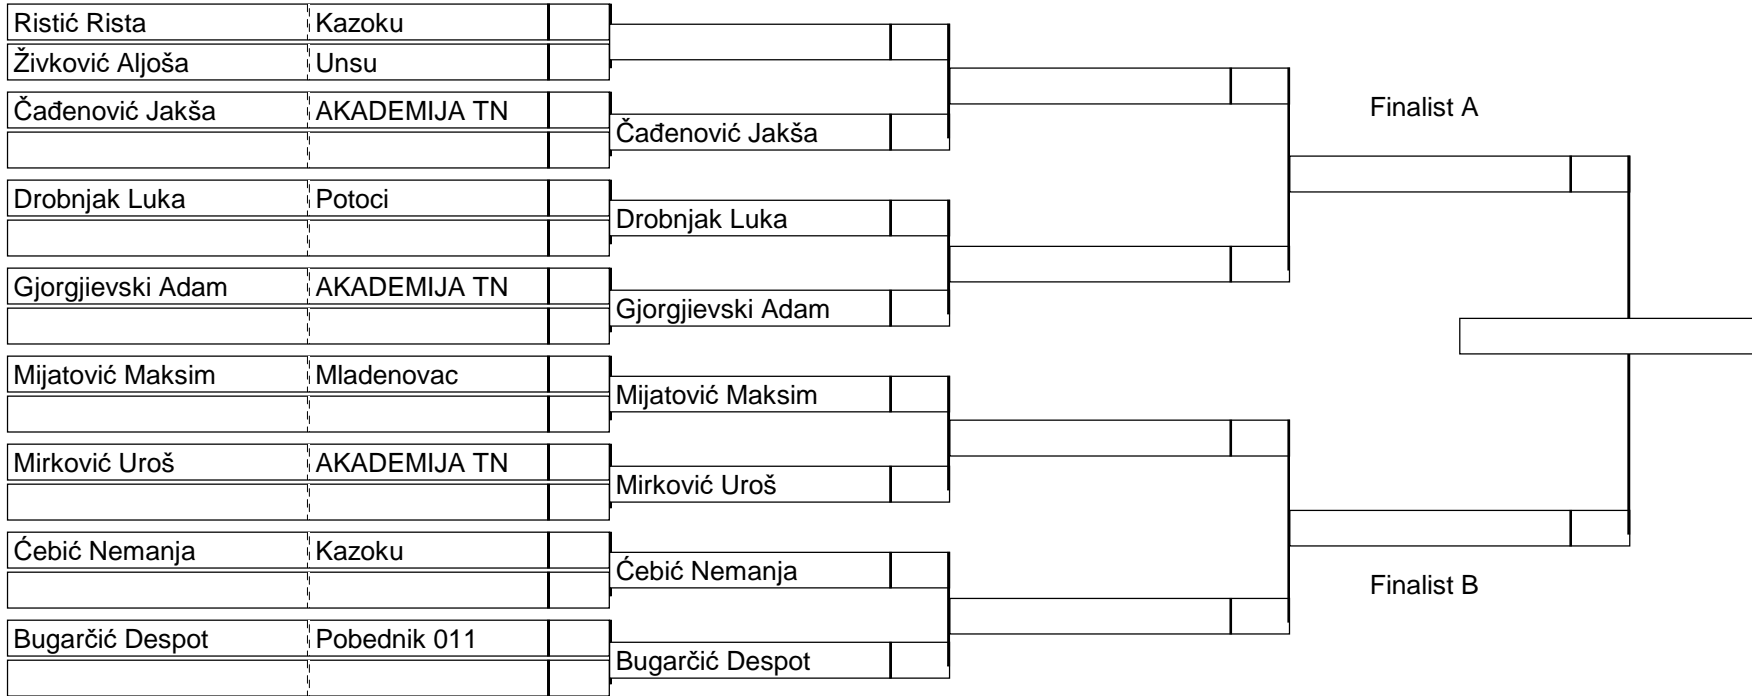 Ristić Rista Kazoku
Živković Aljoša Unsu
Čađenović Jakša AKADEMIJA TN
Čađenović Jakša
Drobnjak Luka Potoci
Drobnjak Luka
Gjorgjievski Adam AKADEMIJA TN
Gjorgjievski Adam
Mijatović Maksim Mladenovac
Mijatović Maksim
Mirković Uroš AKADEMIJA TN
Mirković Uroš
Ćebić Nemanja Kazoku
Ćebić Nemanja
Bugarčić Despot Pobednik 011
Bugarčić Despot
Finalist A
Finalist B